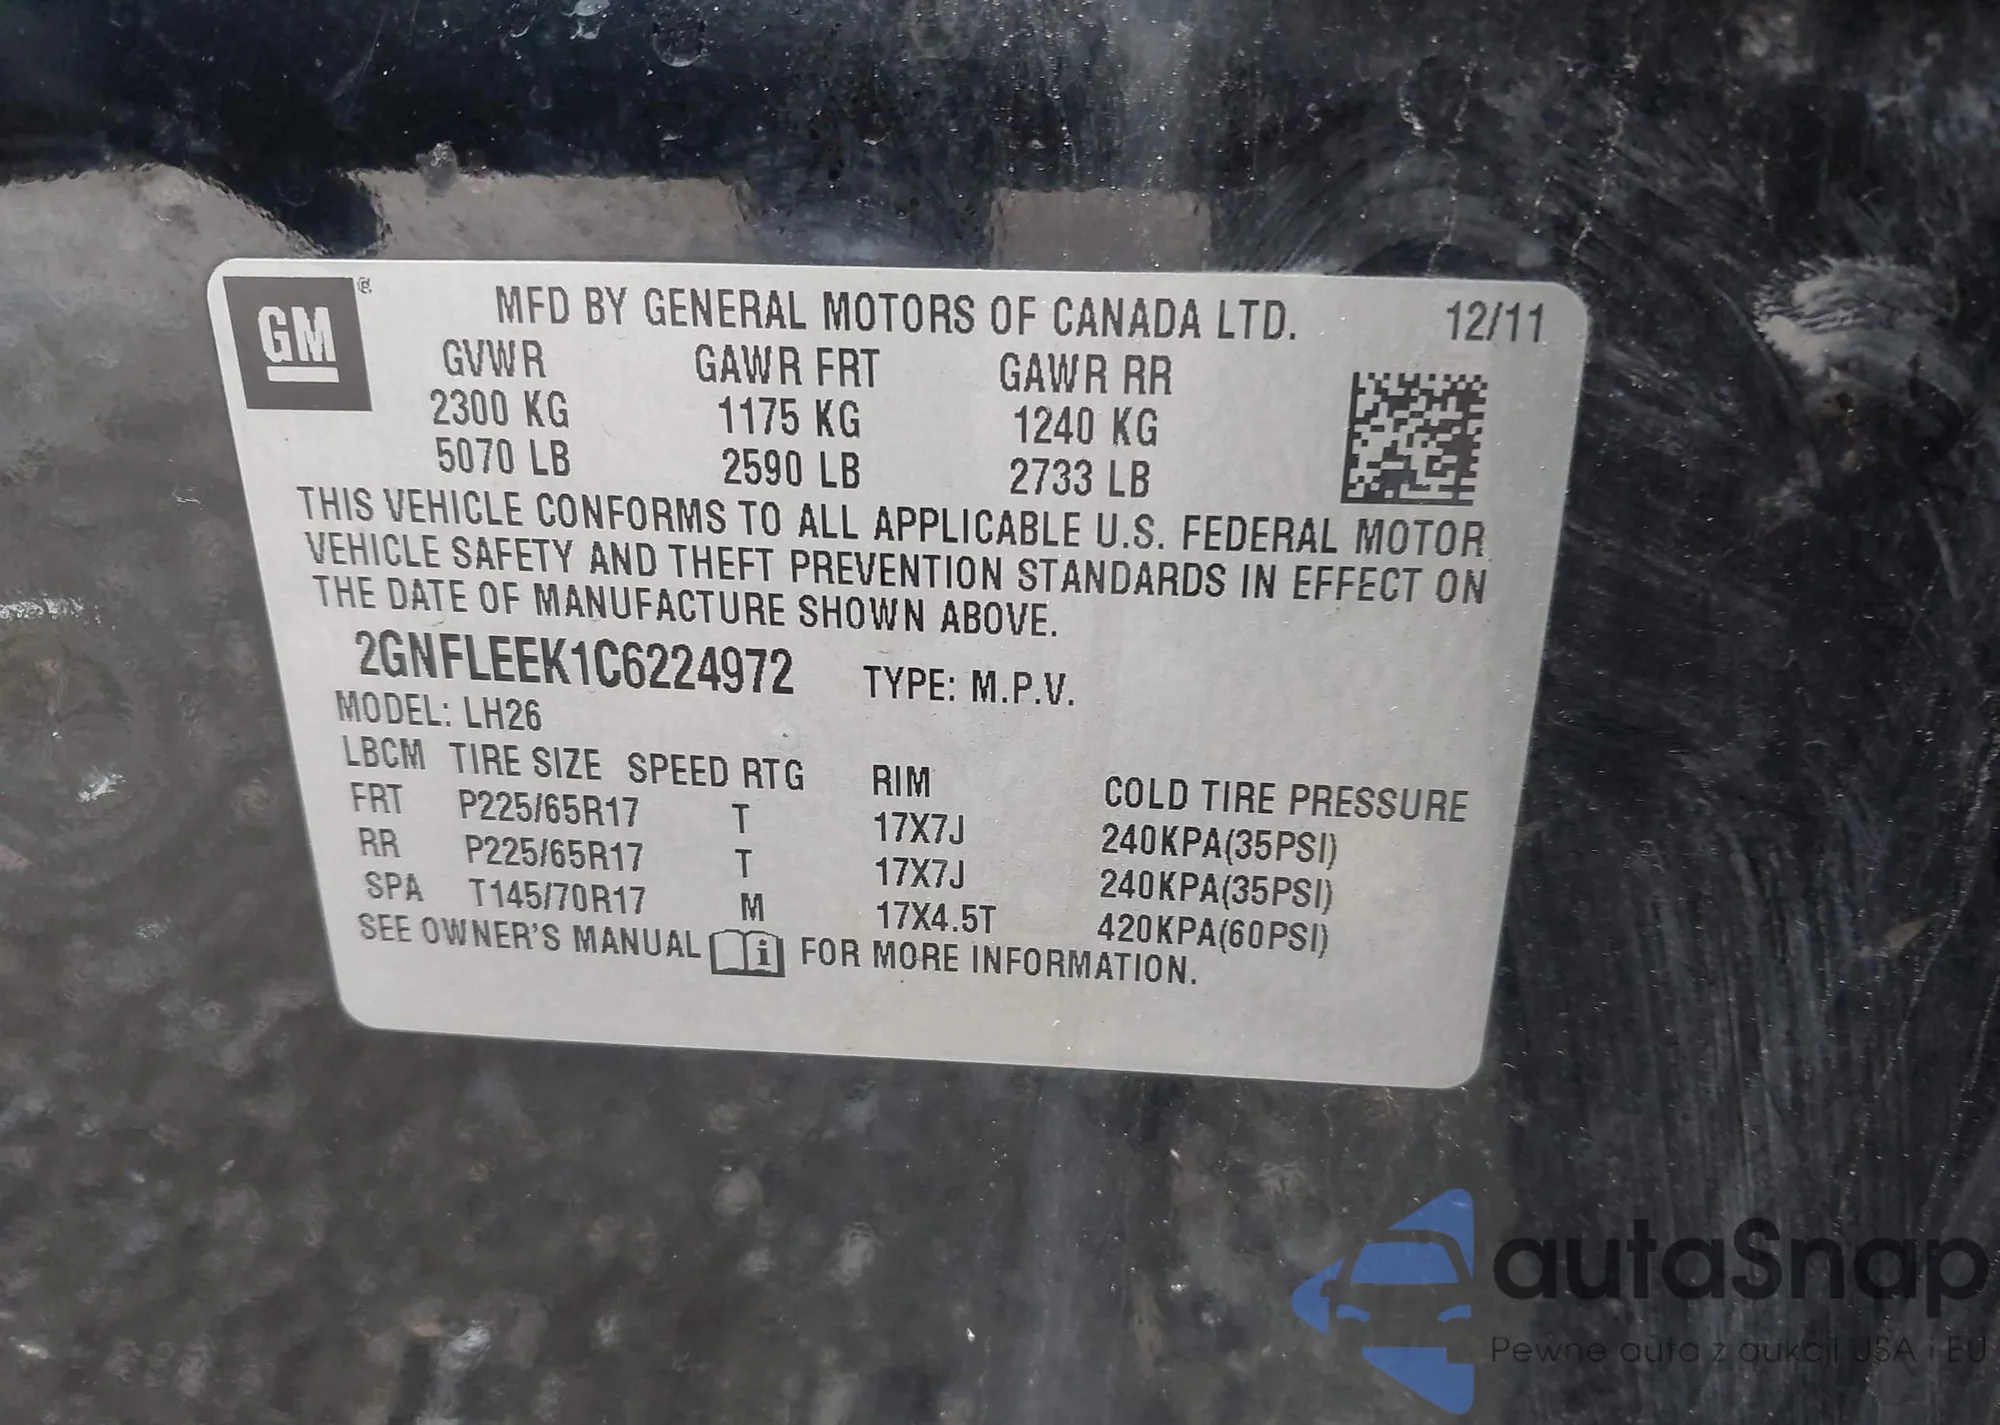 GM ® MFD BY GENERAL MOTORS OF CANADA LTD. 12/11
GVWR GAWR FRT GAWR RR
2300 KG 1175 KG 1240 KG
5070 LB 2590 LB 2733 LB
THIS VEHICLE CONFORMS TO ALL APPLICABLE U.S. FEDERAL MOTOR
VEHICLE SAFETY AND THEFT PREVENTION STANDARDS IN EFFECT ON
THE DATE OF MANUFACTURE SHOWN ABOVE.
2GNFLEEK1C6224972 TYPE: M.P.V.
MODEL: LH26
LBCM TIRE SIZE SPEED RTG RIM COLD TIRE PRESSURE
FRT P225/65R17 T 17X7J 240KPA(35PSI)
RR P225/65R17 T 17X7J 240KPA(35PSI)
SPA T145/70R17 M 17X4.5T 420KPA(60PSI)
SEE OWNER'S MANUAL i FOR MORE INFORMATION.
autaSnap
Pewne auta z aukcji USA i EU